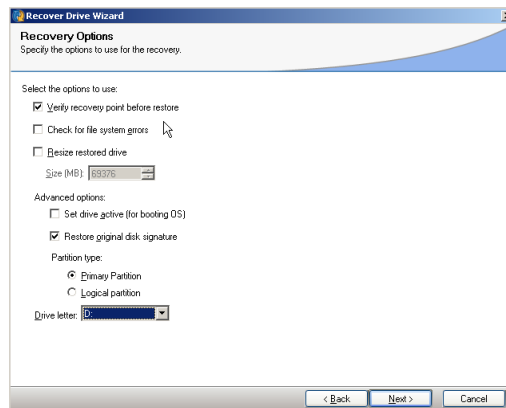 Recover Drive Wizard
Recovery Options
Specify the options to use for the recovery.
Select the options to use:
Verify recovery point before restore
Check for file system errors
Resize restored drive
Size (MB): 69376
Advanced options:
Set drive active (for booting OS)
Restore original disk signature
Partition type:
Primary Partition
Logical partition
Drive letter: D:
< Back Next > Cancel